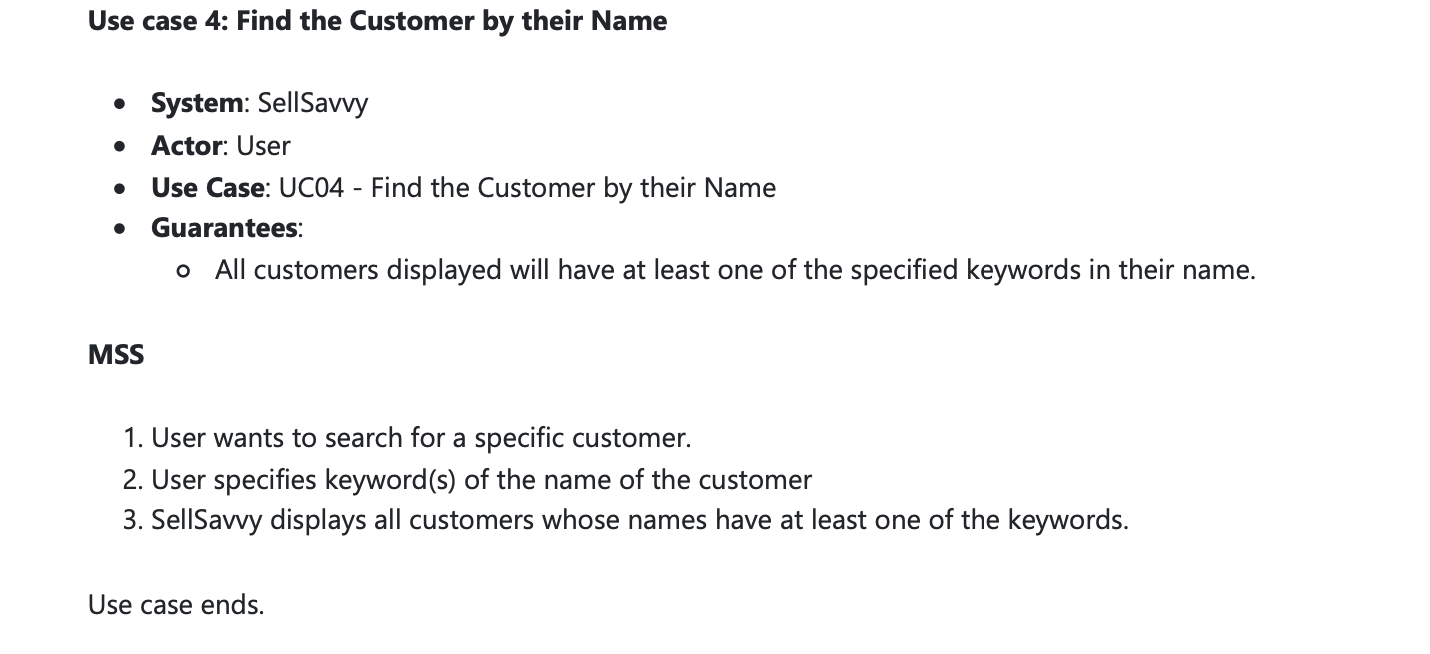 Use case 4: Find the Customer by their Name
• System: SellSavvy
• Actor: User
• Use Case: UC04 - Find the Customer by their Name
• Guarantees:
◦ All customers displayed will have at least one of the specified keywords in their name.
MSS
1. User wants to search for a specific customer.
2. User specifies keyword(s) of the name of the customer
3. SellSavvy displays all customers whose names have at least one of the keywords.
Use case ends.